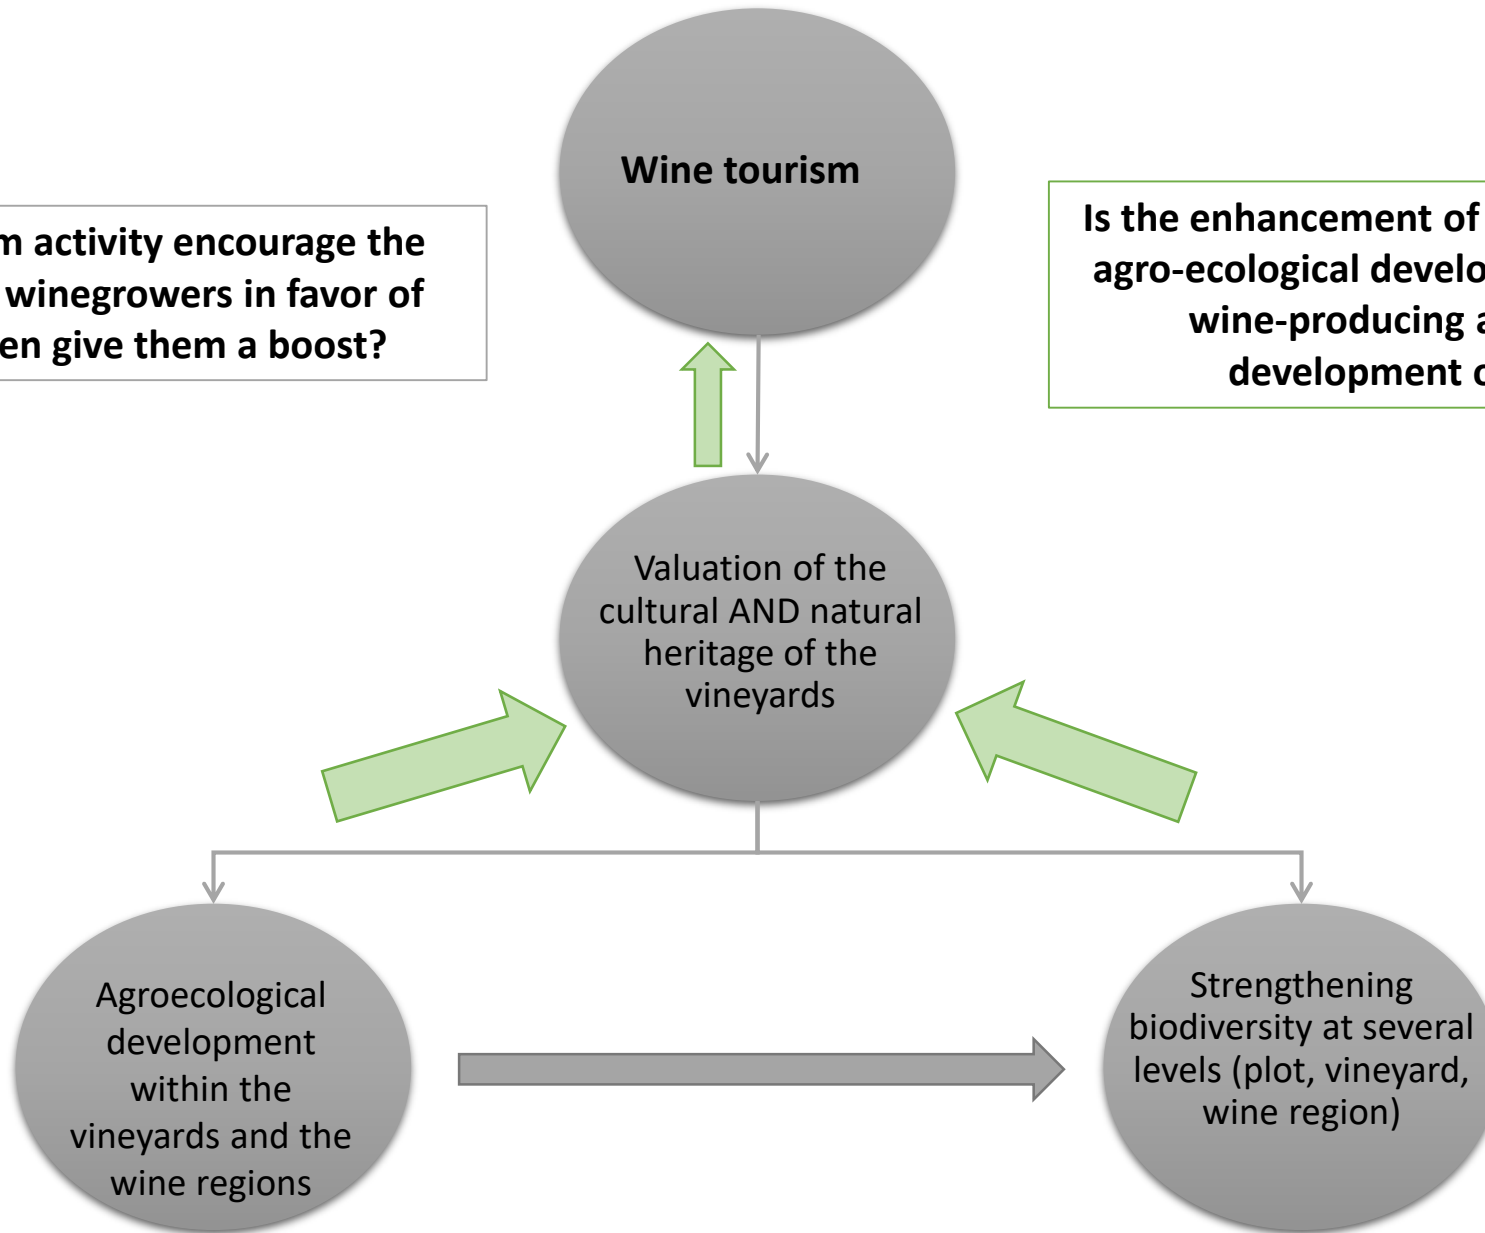 Wine tourism
m activity encourage the
winegrowers in favor of
en give them a boost?
Is the enhancement of
agro-ecological develo
wine-producing a
development o
Valuation of the
cultural AND natural
heritage of the
vineyards
Agroecological
development
within the
vineyards and the
wine regions
Strengthening
biodiversity at several
levels (plot, vineyard,
wine region)